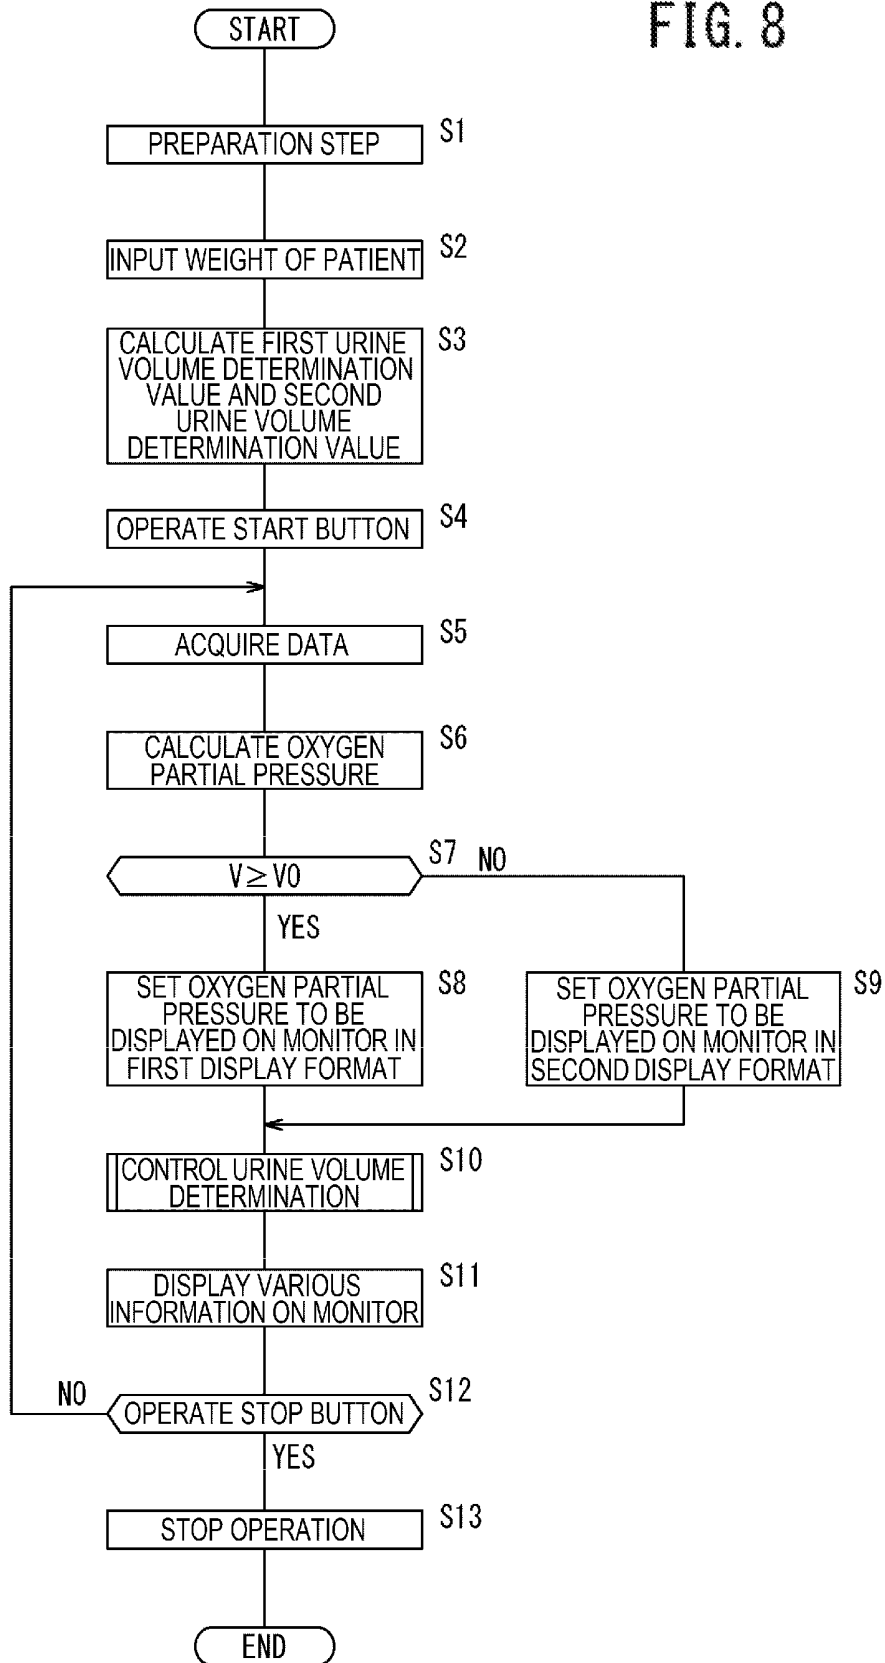 FIG. 8
START
S1
PREPARATION STEP
S2
INPUT WEIGHT OF PATIENT
S3
CALCULATE FIRST URINE
VOLUME DETERMINATION
VALUE AND SECOND
URINE VOLUME
DETERMINATION VALUE
S4
OPERATE START BUTTON
S5
ACQUIRE DATA
S6
CALCULATE OXYGEN
PARTIAL PRESSURE
S7 NO
V≥V0
YES
S8
SET OXYGEN PARTIAL
PRESSURE TO BE
DISPLAYED ON MONITOR IN
FIRST DISPLAY FORMAT
S9
SET OXYGEN PARTIAL
PRESSURE TO BE
DISPLAYED ON MONITOR IN
SECOND DISPLAY FORMAT
S10
CONTROL URINE VOLUME
DETERMINATION
S11
DISPLAY VARIOUS
INFORMATION ON MONITOR
S12
NO
OPERATE STOP BUTTON
YES
S13
STOP OPERATION
END